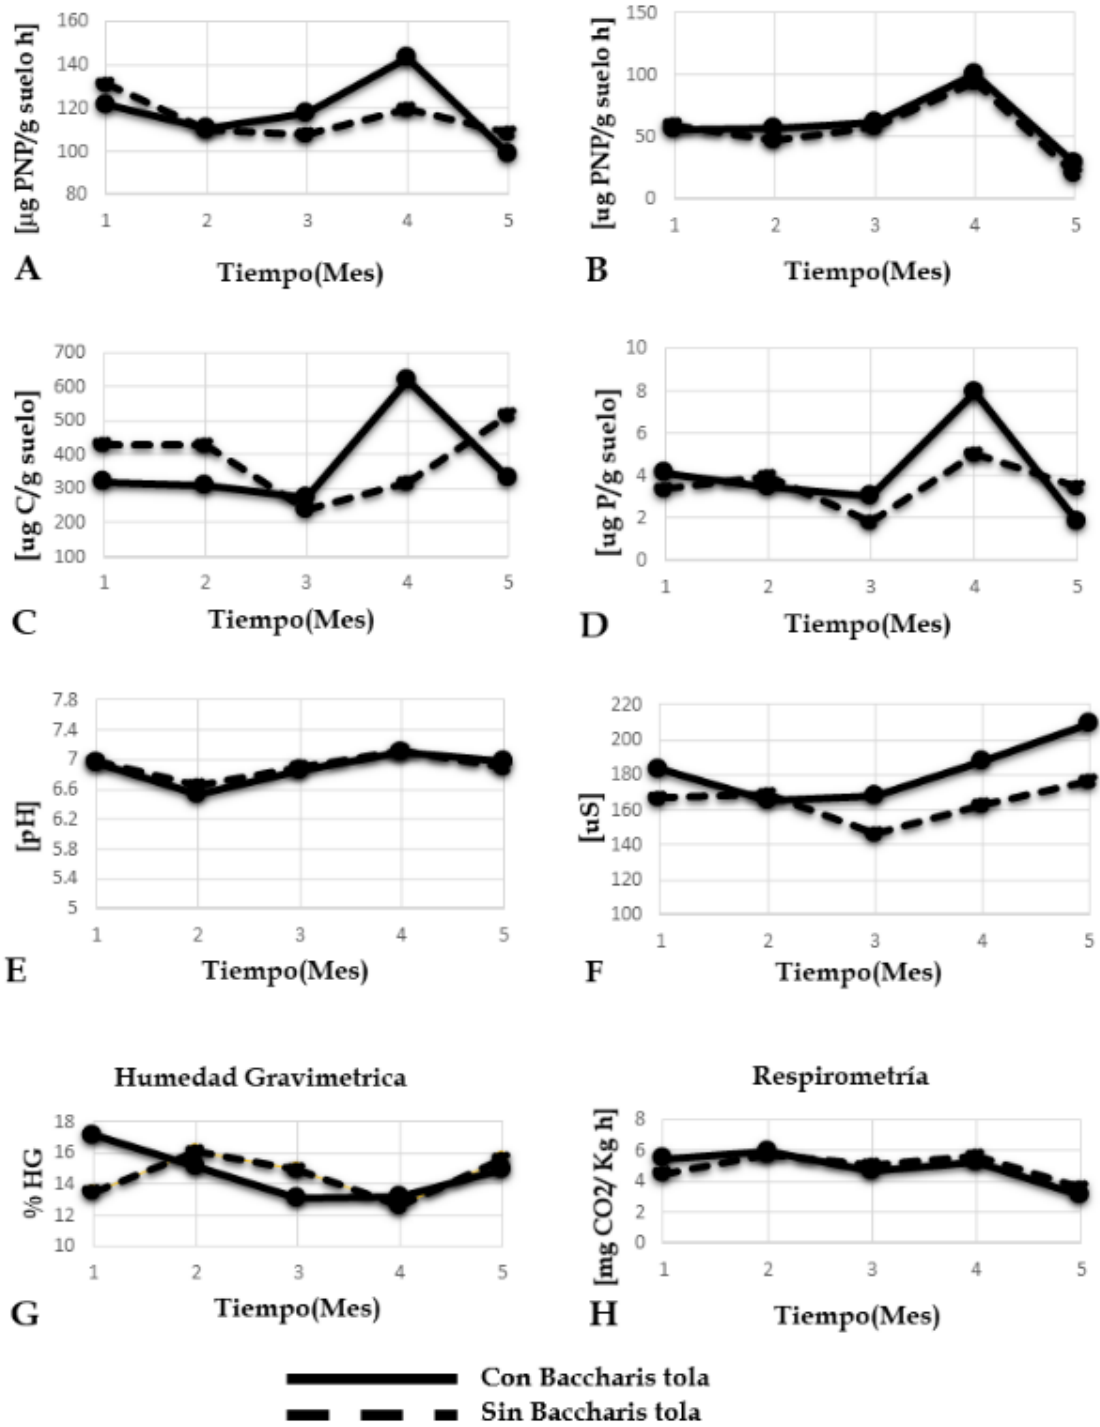 [µg PNP/g suelo h]
160
140
120
100
80
1 2 3 4 5
A Tiempo(Mes)
[ug PNP/g suelo h]
150
100
50
0
1 2 3 4 5
B Tiempo(Mes)
[ug C/g suelo]
700
600
500
400
300
200
100
1 2 3 4 5
C Tiempo(Mes)
[ug P/g suelo]
10
8
6
4
2
0
1 2 3 4 5
D Tiempo(Mes)
[pH]
7.8
7.4
7
6.6
6.2
5.8
5.4
5
1 2 3 4 5
E Tiempo(Mes)
[uS]
220
200
180
160
140
120
100
1 2 3 4 5
F Tiempo(Mes)
Humedad Gravimetrica
% HG
18
16
14
12
10
1 2 3 4 5
G Tiempo(Mes)
Respirometría
[mg CO2/ Kg h]
8
6
4
2
0
1 2 3 4 5
H Tiempo(Mes)
Con Baccharis tola
Sin Baccharis tola